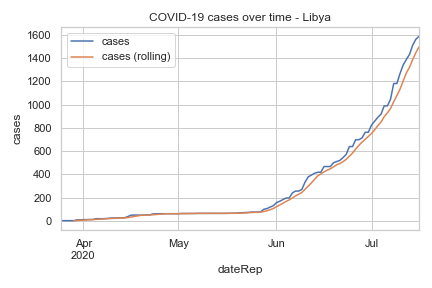 COVID-19 cases over time - Libya
cases
cases (rolling)
1600
1400
1200
1000
800
600
400
200
0
cases
Apr
2020
May
Jun
Jul
dateRep